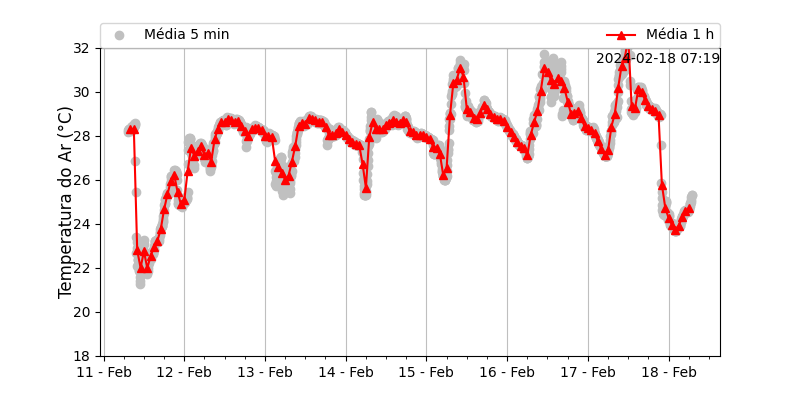 Média 5 min
Média 1 h
2024-02-18 07:19
Temperatura do Ar (°C)
32
30
28
26
24
22
20
18
11 - Feb
12 - Feb
13 - Feb
14 - Feb
15 - Feb
16 - Feb
17 - Feb
18 - Feb